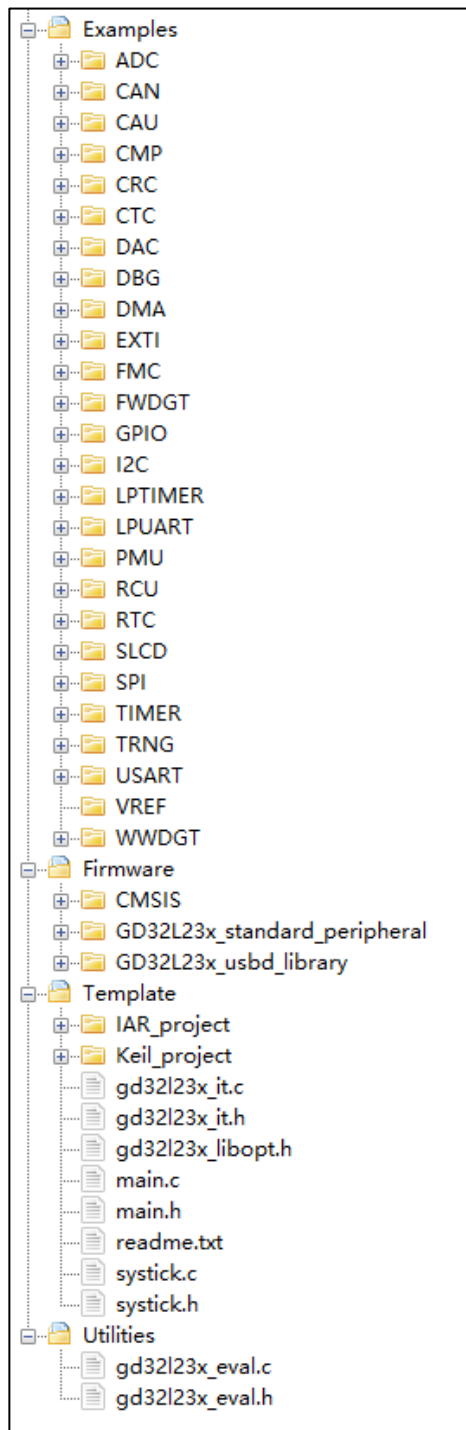 Examples
ADC
CAN
CAU
CMP
CRC
CTC
DAC
DBG
DMA
EXTI
FMC
FWDGT
GPIO
I2C
LPTIMER
LPUART
PMU
RCU
RTC
SLCD
SPI
TIMER
TRNG
USART
VREF
WWDGT
Firmware
CMSIS
GD32L23x_standard_peripheral
GD32L23x_usbd_library
Template
IAR_project
Keil_project
gd32l23x_it.c
gd32l23x_it.h
gd32l23x_libopt.h
main.c
main.h
readme.txt
systick.c
systick.h
Utilities
gd32l23x_eval.c
gd32l23x_eval.h